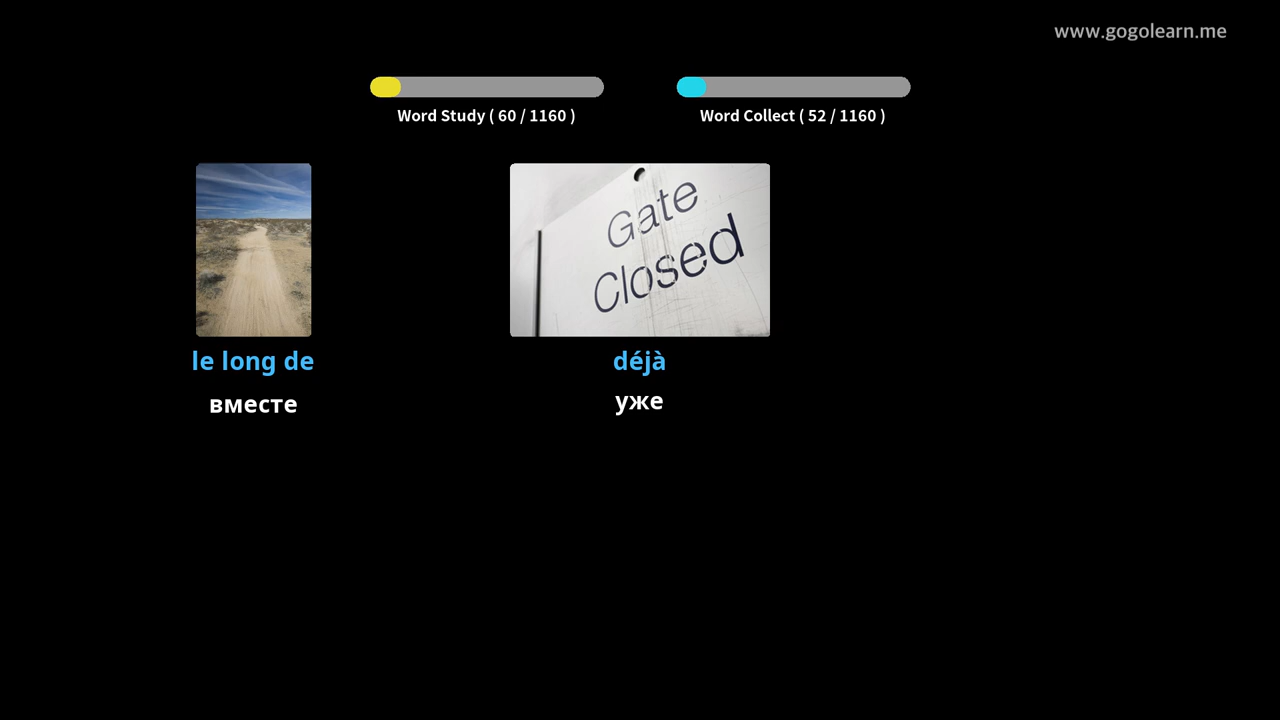 www.gogolearn.me
Word Study ( 60 / 1160 )
Word Collect ( 52 / 1160 )
Gate
Closed
le long de
вместе
déjà
уже